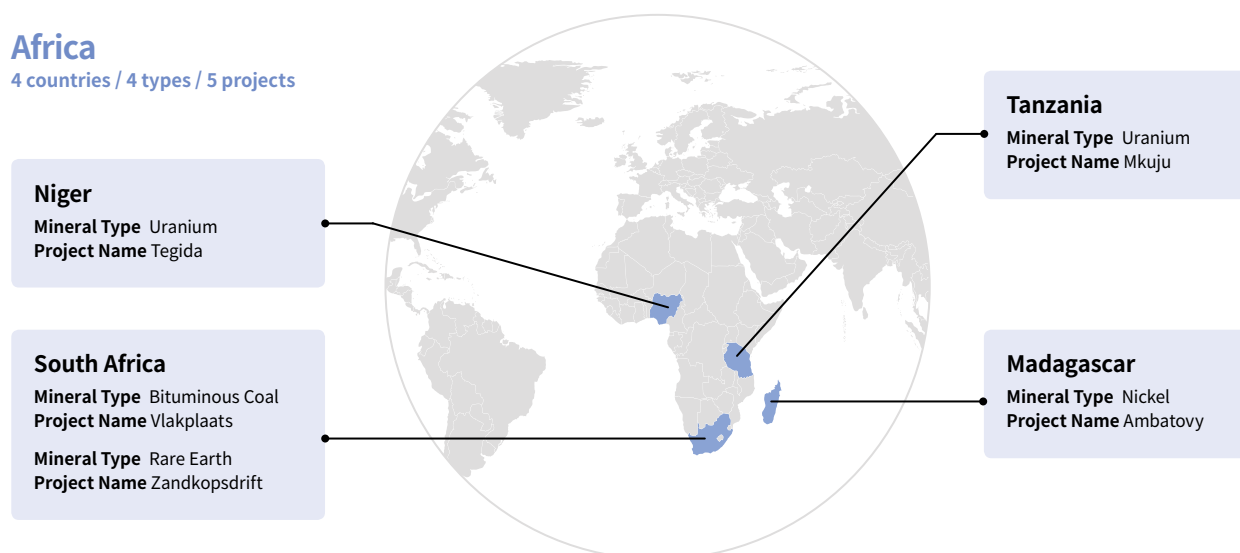 Africa
4 countries / 4 types / 5 projects
Niger
Mineral Type Uranium
Project Name Tegida
South Africa
Mineral Type Bituminous Coal
Project Name Vlakplaats
Mineral Type Rare Earth
Project Name Zandkopsdrift
Tanzania
Mineral Type Uranium
Project Name Mkuju
Madagascar
Mineral Type Nickel
Project Name Ambatovy